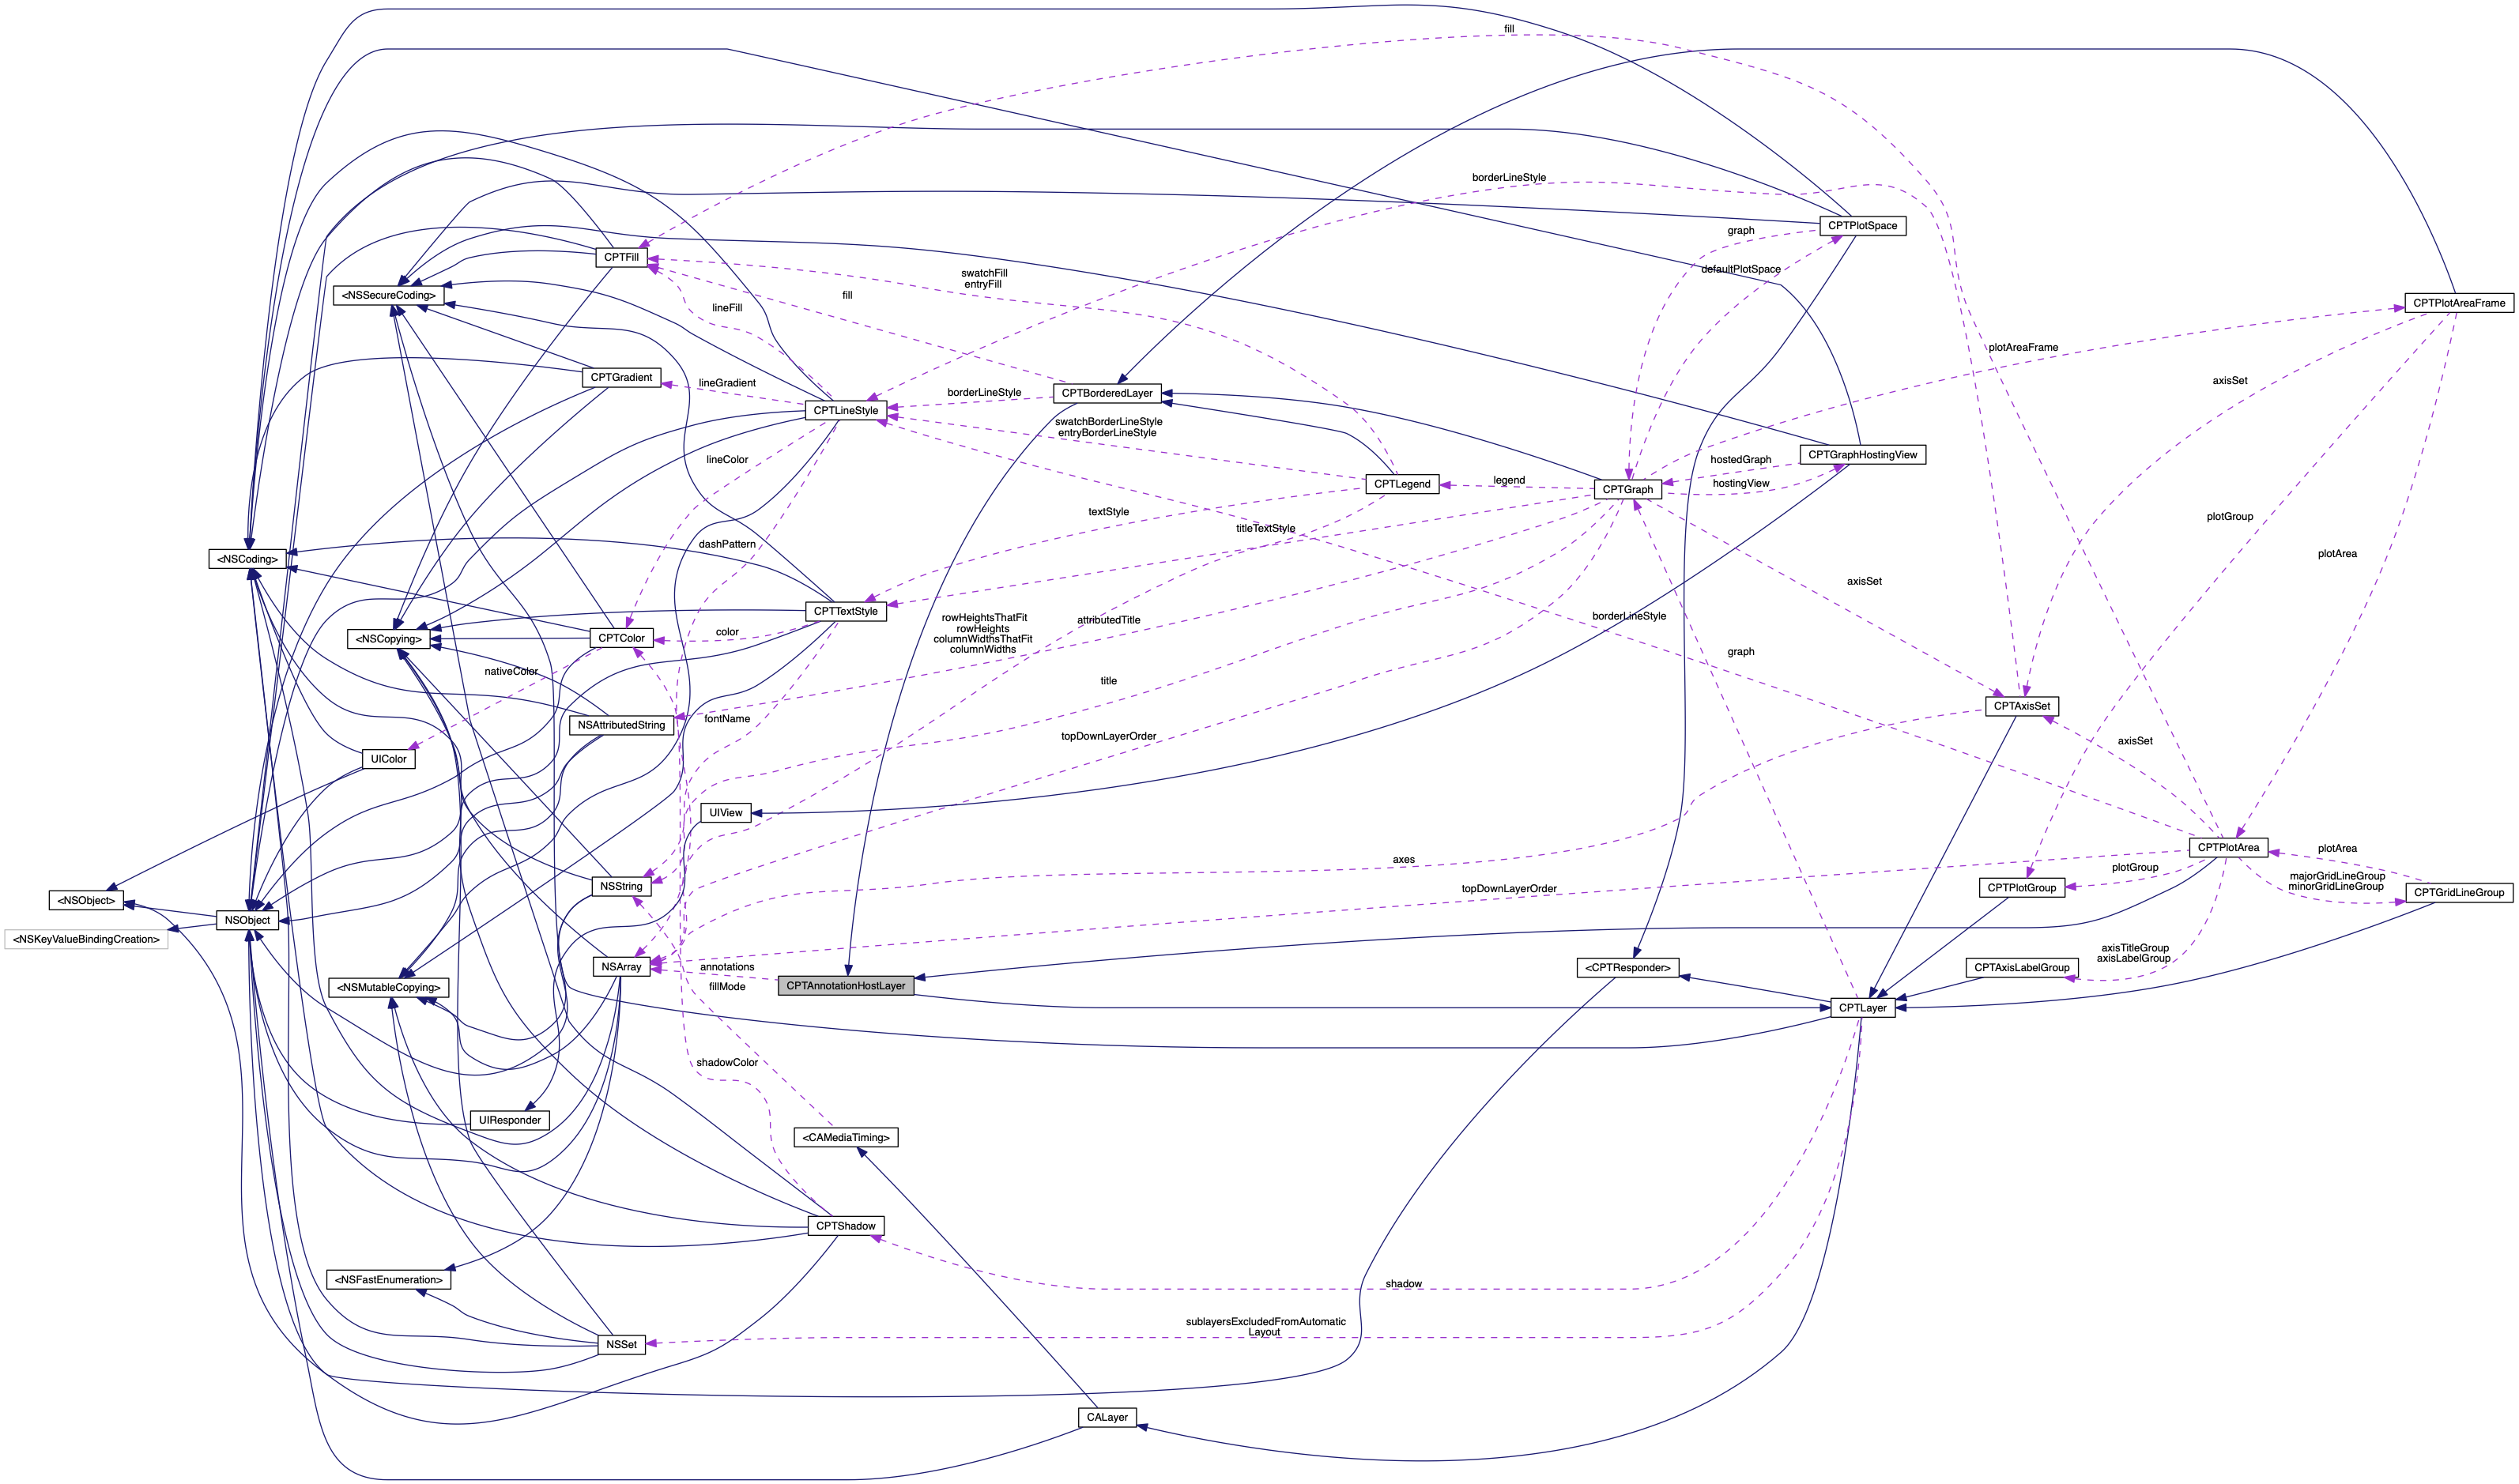 fill
borderLineStyle
CPTPlotSpace
graph
CPTFill
defaultPlotSpace
swatchFill
entryFill
<NSSecureCoding>
fill
CPTPlotAreaFrame
lineFill
plotAreaFrame
CPTGradient
lineGradient
axisSet
CPTBorderedLayer
borderLineStyle
CPTLineStyle
swatchBorderLineStyle
entryBorderLineStyle
CPTGraphHostingView
lineColor
hostedGraph
CPTLegend
legend
CPTGraph
hostingView
textStyle
plotGroup
titleTextStyle
dashPattern
plotArea
<NSCoding>
axisSet
CPTTextStyle
rowHeightsThatFit
rowHeights
columnWidthsThatFit
columnWidths
attributedTitle
borderLineStyle
color
<NSCopying>
CPTColor
graph
nativeColor
title
CPTAxisSet
fontName
NSAttributedString
topDownLayerOrder
axisSet
UIColor
UIView
CPTPlotArea
plotArea
axes
plotGroup
majorGridLineGroup
minorGridLineGroup
NSString
topDownLayerOrder
CPTPlotGroup
CPTGridLineGroup
<NSObject>
NSObject
<NSKeyValueBindingCreation>
axisTitleGroup
axisLabelGroup
NSArray
annotations
<CPTResponder>
CPTAxisLabelGroup
<NSMutableCopying>
fillMode
CPTAnnotationHostLayer
CPTLayer
shadowColor
UIResponder
<CAMediaTiming>
CPTShadow
<NSFastEnumeration>
shadow
sublayersExcludedFromAutomatic
Layout
NSSet
CALayer